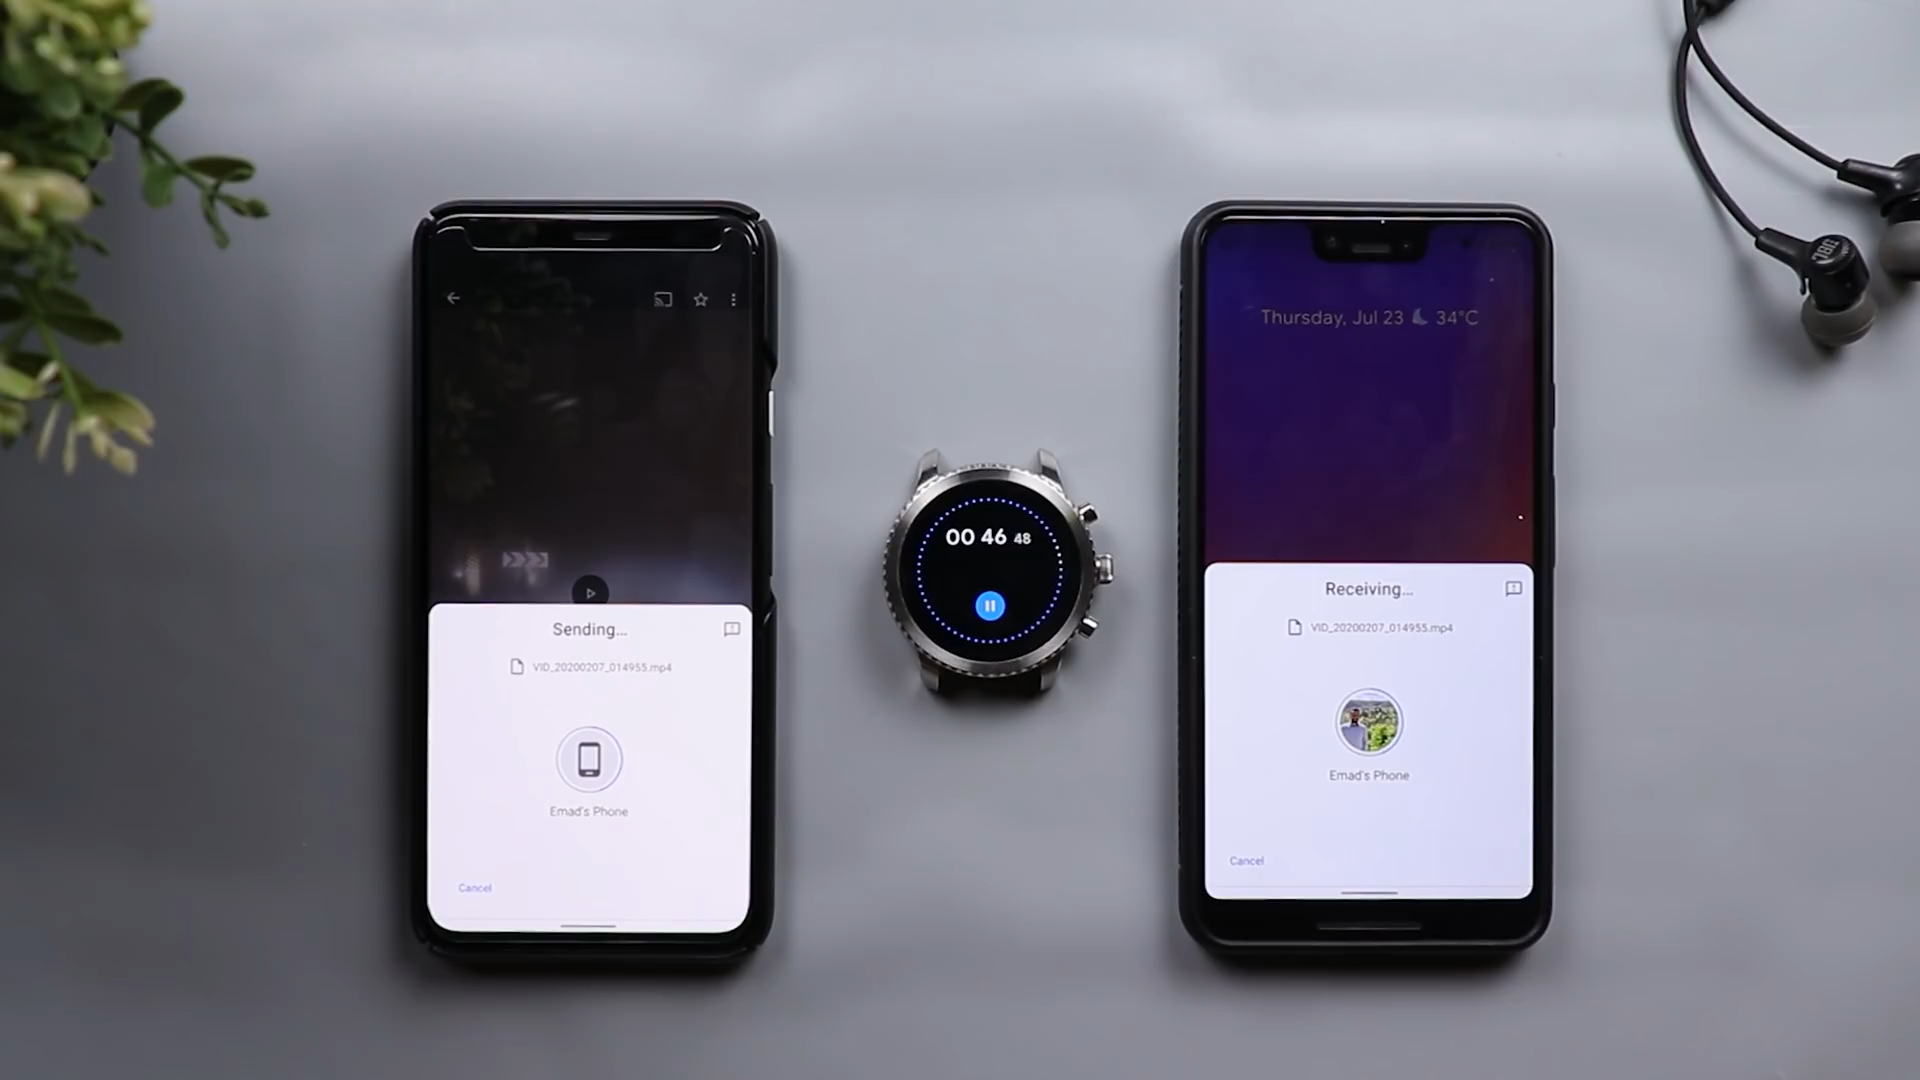 Sending...
VID_20200207_014955.mp4
Emad's Phone
Cancel
00 46 48
Thursday, Jul 23 34°C
Receiving...
VID_20200207_014955.mp4
Emad's Phone
Cancel
JBL